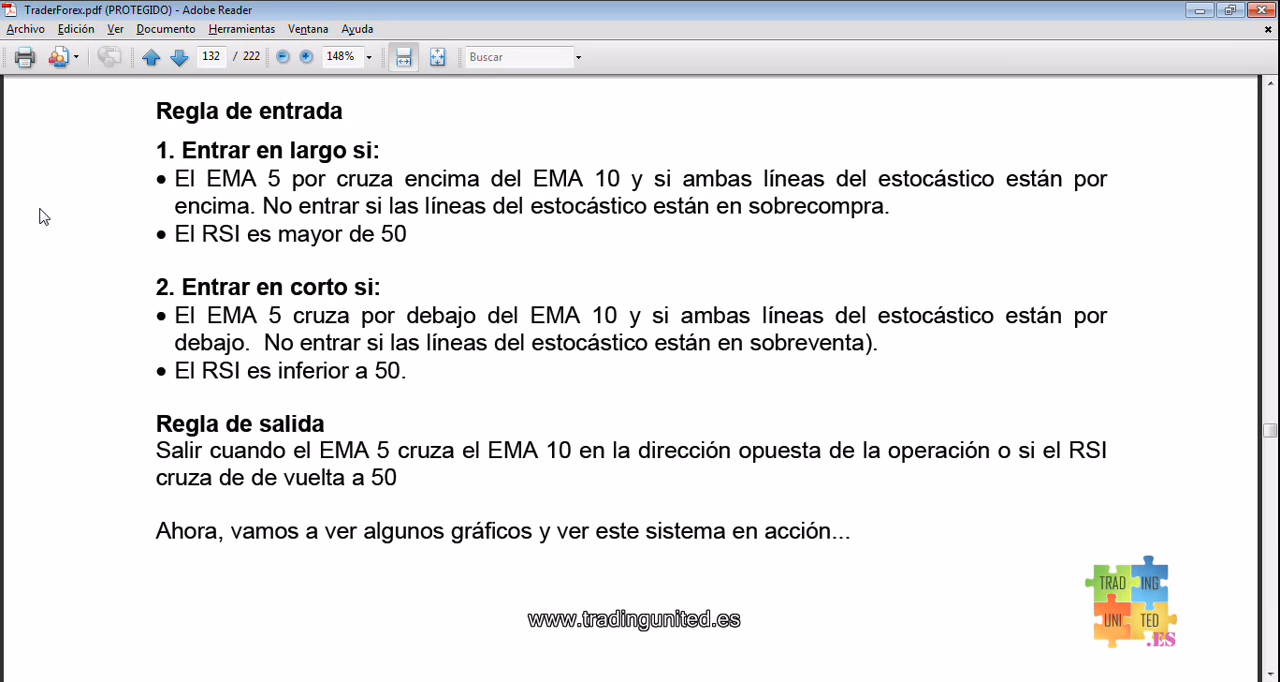 TraderForex.pdf (PROTEGIDO) - Adobe Reader
Archivo Edición Ver Documento Herramientas Ventana Ayuda
132 / 222 148% Buscar
Regla de entrada
1. Entrar en largo si:
• El EMA 5 por cruza encima del EMA 10 y si ambas líneas del estocástico están por
encima. No entrar si las líneas del estocástico están en sobrecompra.
• El RSI es mayor de 50
2. Entrar en corto si:
• El EMA 5 cruza por debajo del EMA 10 y si ambas líneas del estocástico están por
debajo. No entrar si las líneas del estocástico están en sobreventa).
• El RSI es inferior a 50.
Regla de salida
Salir cuando el EMA 5 cruza el EMA 10 en la dirección opuesta de la operación o si el RSI
cruza de de vuelta a 50
Ahora, vamos a ver algunos gráficos y ver este sistema en acción...
www.tradingunited.es
TRAD ING
UNI TED
.ES